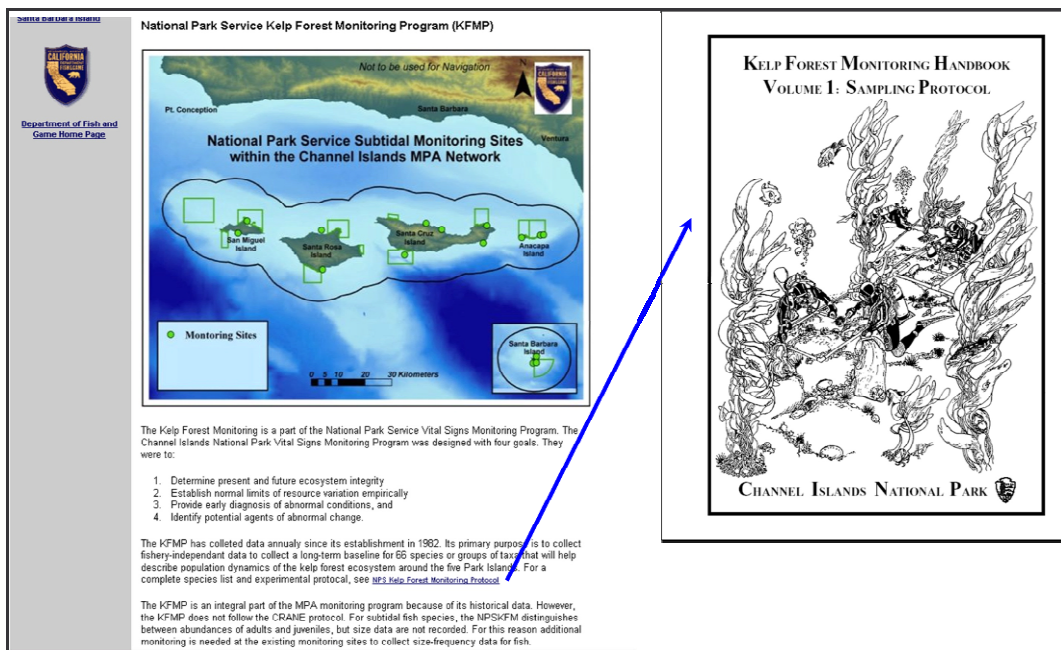 Santa Barbara Island
CALIFORNIA
Department of Fish and
Game Home Page
National Park Service Kelp Forest Monitoring Program (KFMP)
Not to be used for Navigation
N
CALIFORNIA
Pt. Conception
Santa Barbara
Ventura
National Park Service Subtidal Monitoring Sites
within the Channel Islands MPA Network
San Miguel
Island
Santa Rosa
Island
Santa Cruz
Island
Anacapa
Island
Montoring Sites
Santa Barbara
Island
0 5 10 20 30 Kilometers
The Kelp Forest Monitoring is a part of the National Park Service Vital Signs Monitoring Program. The
Channel Islands National Park Vital Signs Monitoring Program was designed with four goals. They
were to:
1. Determine present and future ecosystem integrity
2. Establish normal limits of resource variation empirically
3. Provide early diagnosis of abnormal conditions, and
4. Identify potential agents of abnormal change.
The KFMP has colleted data annualy since its establishment in 1982. Its primary purpose is to collect
fishery-independant data to collect a long-term baseline for 66 species or groups of taxa that will help
describe population dynamics of the kelp forest ecosystem around the five Park Islands. For a
complete species list and experimental protocal, see NPS Kelp Forest Monitoring Protocol
The KFMP is an integral part of the MPA monitoring program because of its historical data. However,
the KFMP does not follow the CRANE protocol. For subtidal fish species, the NPSKFM distinguishes
between abundances of adults and juveniles, but size data are not recorded. For this reason additional
monitoring is needed at the existing monitoring sites to collect size-frequency data for fish.
KELP FOREST MONITORING HANDBOOK
VOLUME 1: SAMPLING PROTOCOL
CHANNEL ISLANDS NATIONAL PARK